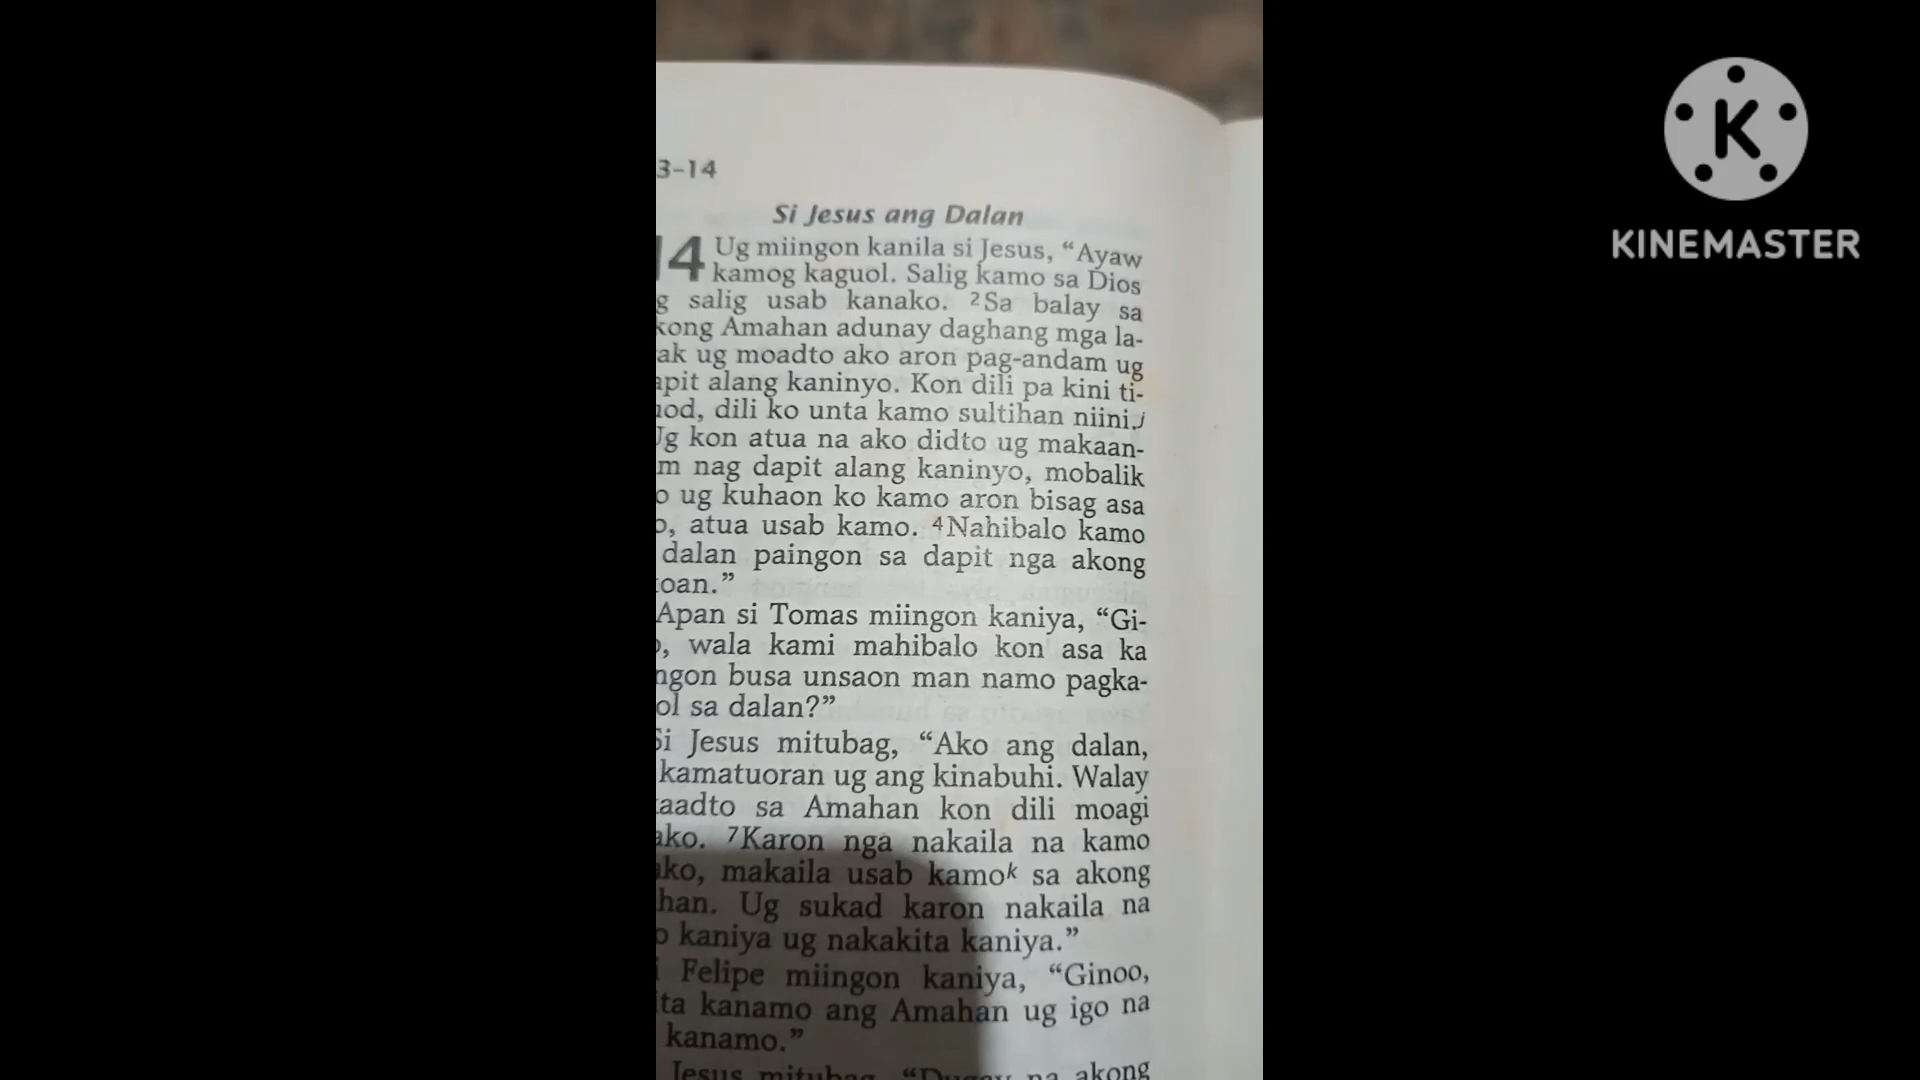 3-14
Si Jesus ang Dalan
14 Ug miingon kanila si Jesus, “Ayaw
kamog kaguol. Salig kamo sa Dios
salig usab kanako. 2Sa balay sa
Amahan adunay daghang mga la-
ug moadto ako aron pag-andam ug
alang kaninyo. Kon dili pa kini ti-
dili ko unta kamo sultihan niini.j
kon atua na ako didto ug makaan-
nag dapit alang kaninyo, mobalik
ug kuhaon ko kamo aron bisag asa
atua usab kamo. 4Nahibalo kamo
dalan paingon sa dapit nga akong
Apan si Tomas miingon kaniya, “Gi-
wala kami mahibalo kon asa ka
busa unsaon man namo pagka-
sa dalan?”
Si Jesus mitubag, “Ako ang dalan,
kamatuoran ug ang kinabuhi. Walay
sa Amahan kon dili moagi
7Karon nga nakaila na kamo
makaila usab kamok sa akong
Ug sukad karon nakaila na
kaniya ug nakakita kaniya.”
Felipe miingon kaniya, “Ginoo,
kanamo ang Amahan ug igo na
kanamo.”
Jesus mitubag, “Dugay na akong
K
KINEMASTER